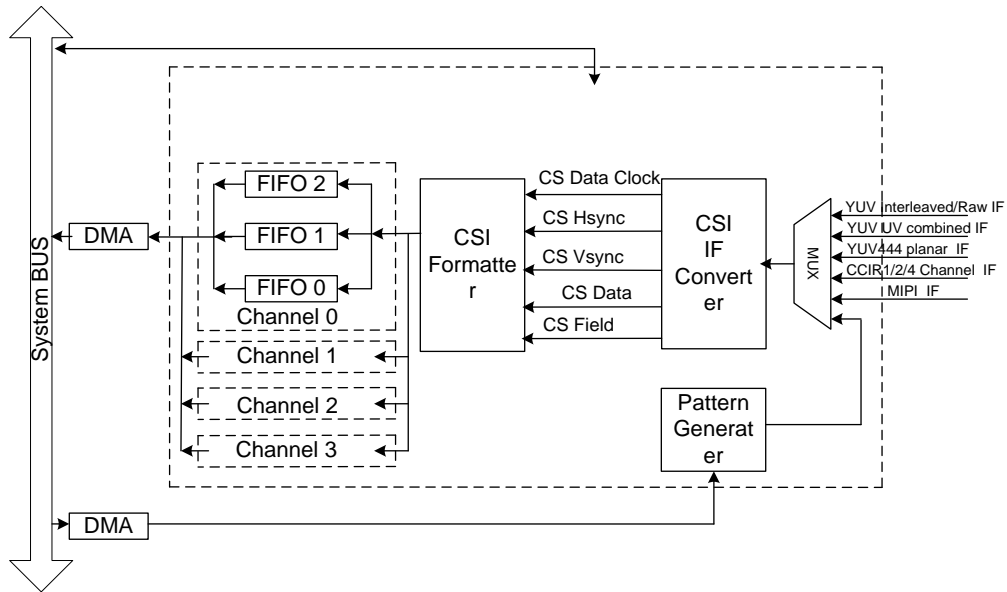 System BUS
DMA
FIFO 2
FIFO 1
FIFO 0
Channel 0
Channel 1
Channel 2
Channel 3
CSI
Formatte
r
CS Data Clock
CS Hsync
CS Vsync
CS Data
CS Field
CSI
IF
Convert
er
MUX
YUV interleaved/Raw IF
YUV UV combined IF
YUV444 planar IF
CCIR1/2/4 Channel IF
MIPI IF
Pattern
Generat
er
DMA